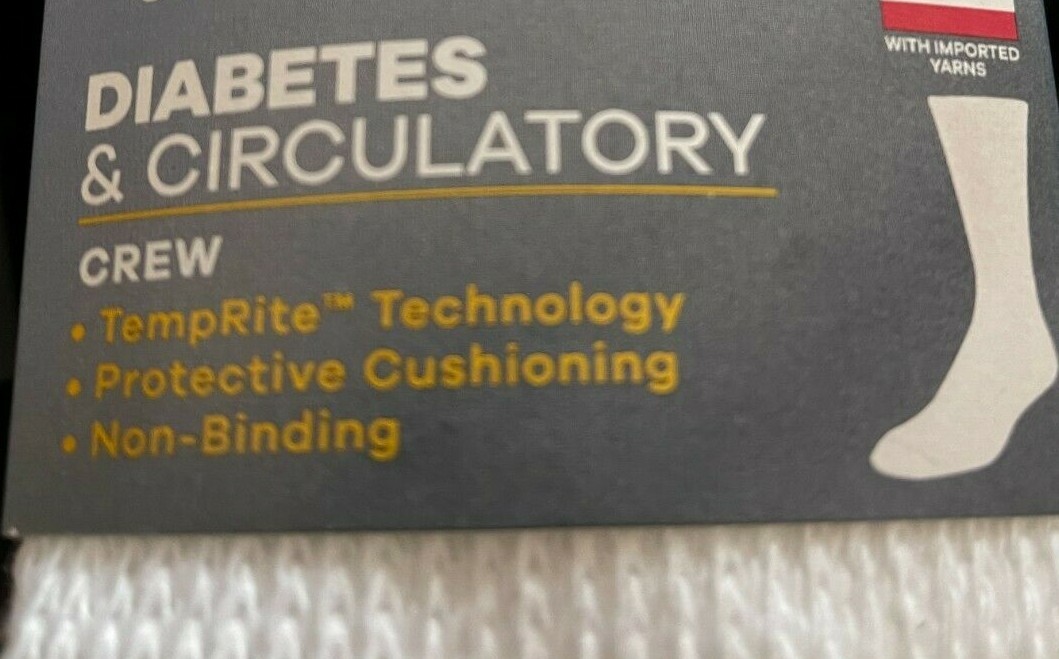 WITH IMPORTED
YARNS
DIABETES
& CIRCULATORY
CREW
• TempRite™ Technology
• Protective Cushioning
• Non-Binding